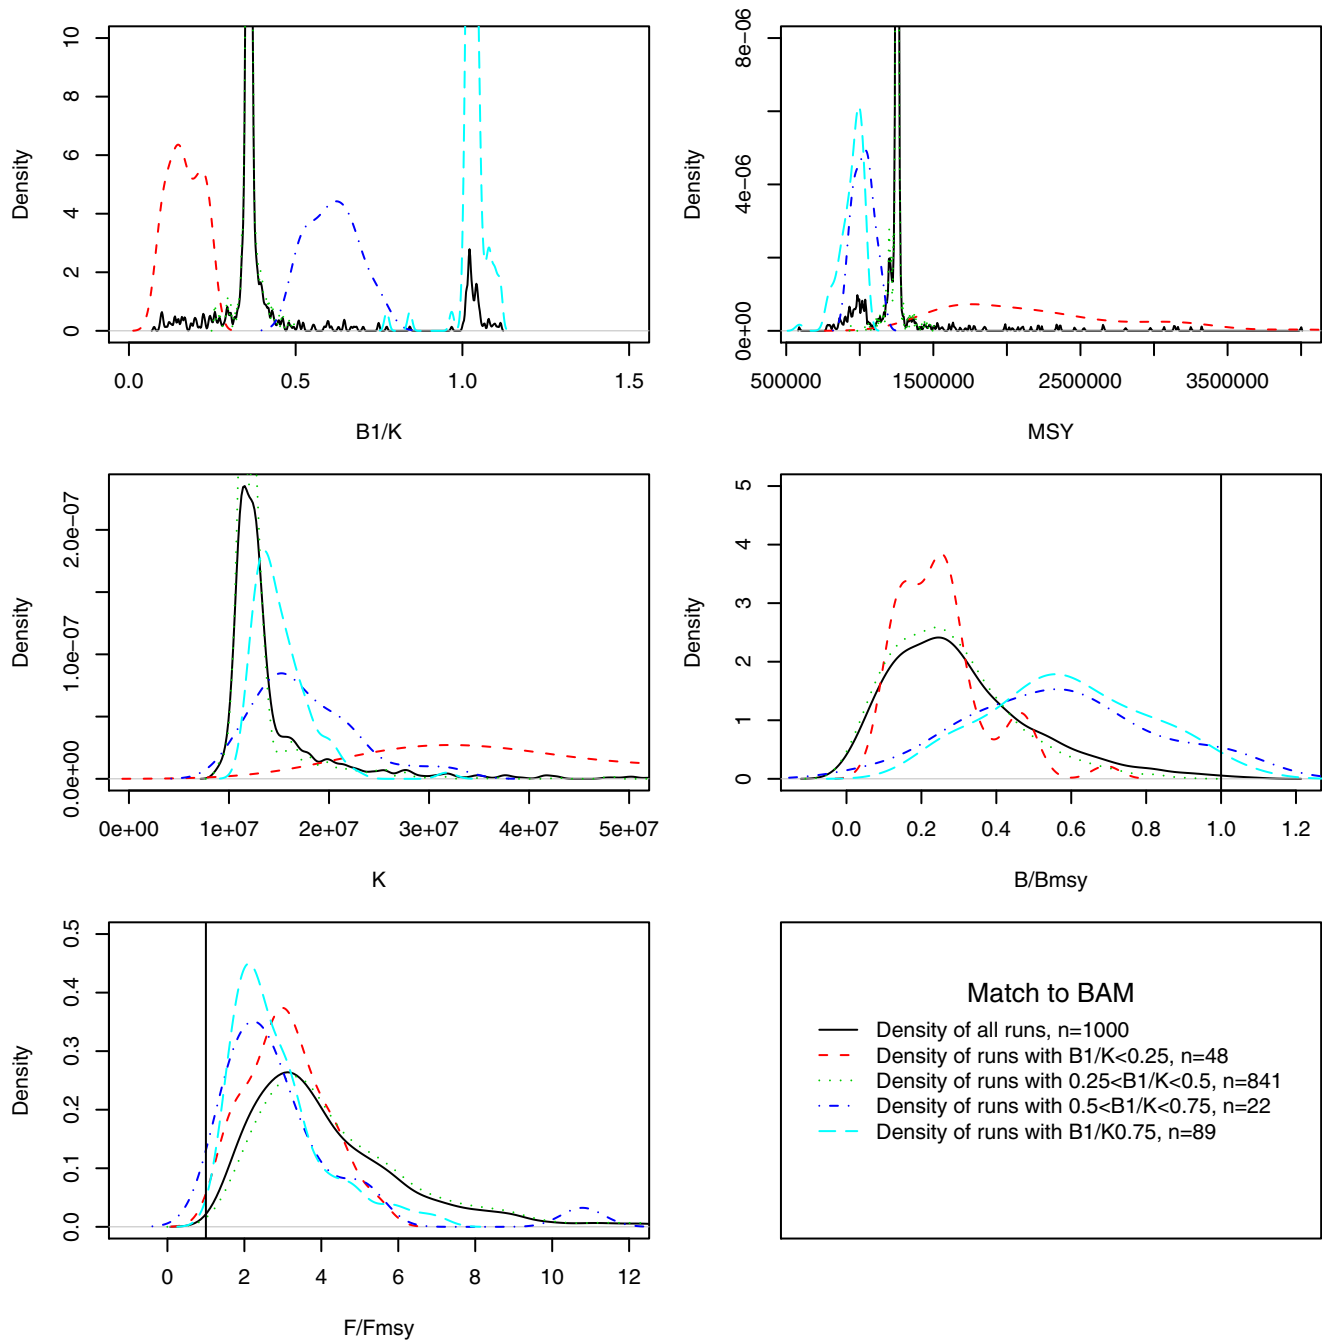 Density
0 2 4 6 8 10
0.0 0.5 1.0 1.5
B1/K
Density
0e+00 4e−06 8e−06
500000 1500000 2500000 3500000
MSY
Density
0.0e+00 1.0e−07 2.0e−07
0e+00 1e+07 2e+07 3e+07 4e+07 5e+07
K
Density
0 1 2 3 4 5
0.0 0.2 0.4 0.6 0.8 1.0 1.2
B/Bmsy
Density
0.0 0.1 0.2 0.3 0.4 0.5
0 2 4 6 8 10 12
F/Fmsy
Match to BAM
Density of all runs, n=1000
Density of runs with B1/K<0.25, n=48
Density of runs with 0.25<B1/K<0.5, n=841
Density of runs with 0.5<B1/K<0.75, n=22
Density of runs with B1/K0.75, n=89